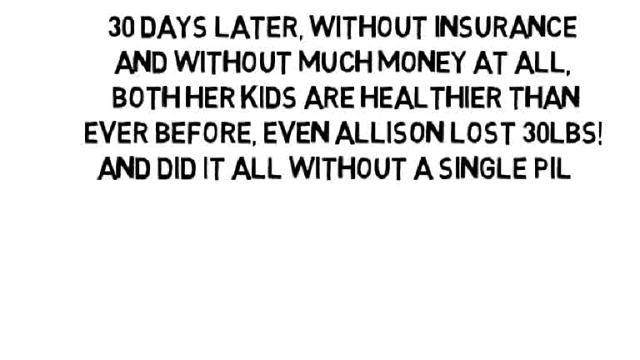 30 DAYS LATER, WITHOUT INSURANCE
AND WITHOUT MUCH MONEY AT ALL,
BOTH HER KIDS ARE HEALTHIER THAN
EVER BEFORE, EVEN ALLISON LOST 30LBS!
AND DID IT ALL WITHOUT A SINGLE PIL